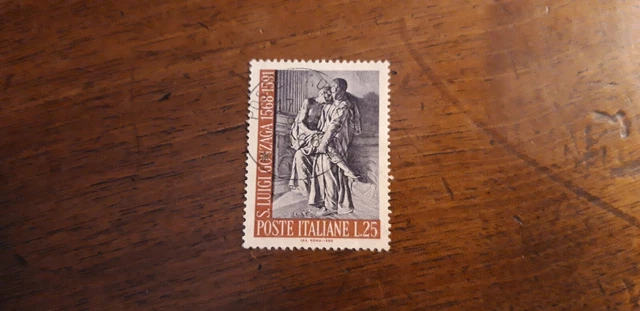 S. LUIGI GONZAGA 1568-1591
POSTE ITALIANE L.25